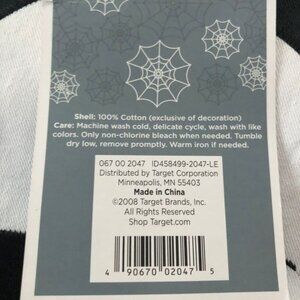 Shell: 100% Cotton (exclusive of decoration)
Care: Machine wash cold, delicate cycle, wash with like
colors. Only non-chlorine bleach when needed. Tumble
dry low, remove promptly. Warm iron if needed.
067 00 2047 ID458499-2047-LE
Distributed by Target Corporation
Minneapolis, MN 55403
Made in China
©2008 Target Brands, Inc.
All Rights Reserved
Shop Target.com
4 90670 02047 5